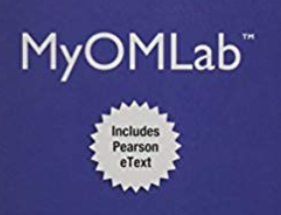 MyOMLab™
Includes
Pearson
eText